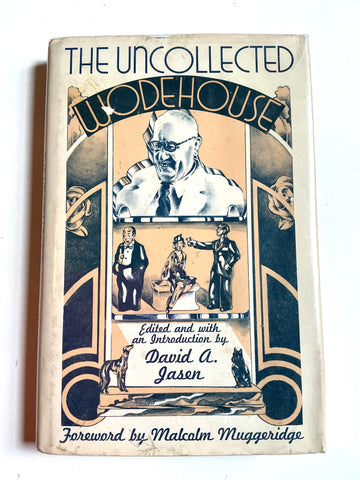 THE UNCOLLECTED
WODEHOUSE
Edited and with
an Introduction by
David A.
Jasen
Foreword by Malcolm Muggeridge